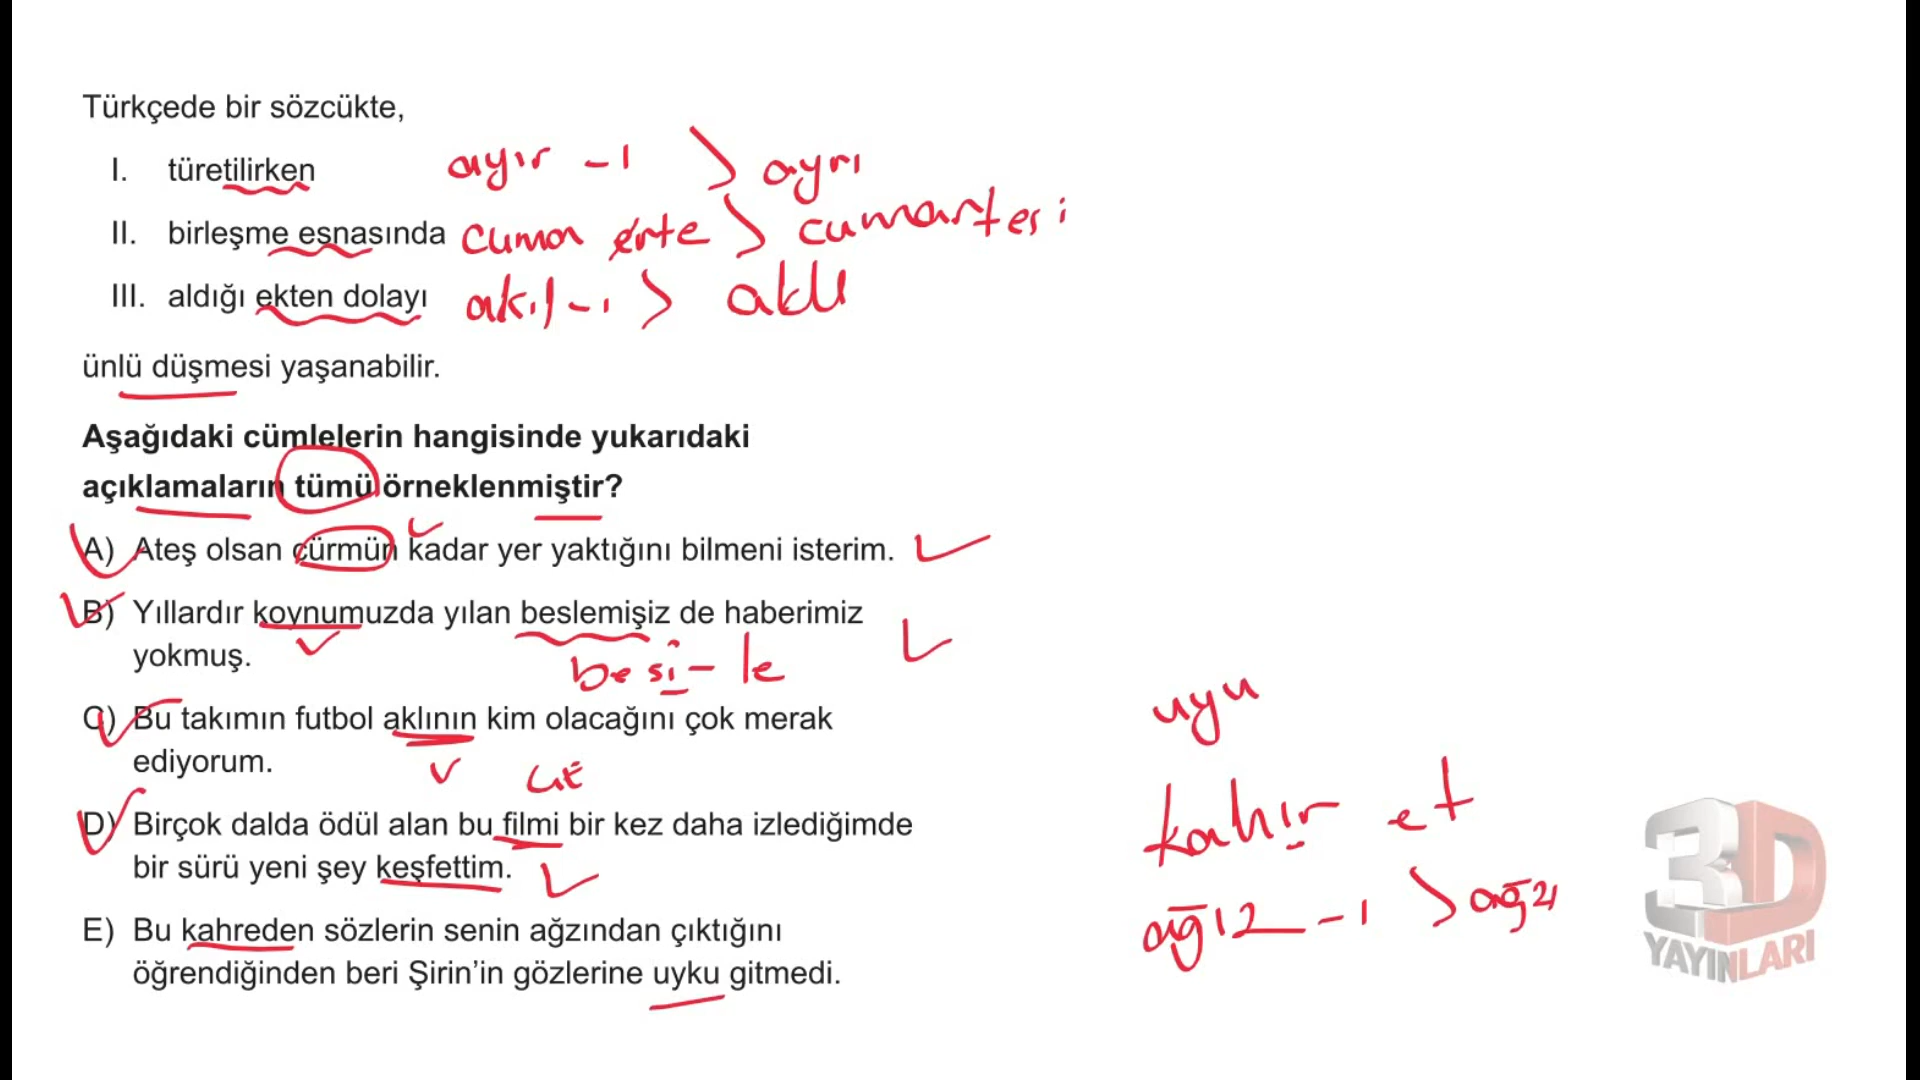 Türkçede bir sözcükte,
I. türetilirken ayır -ı > ayrı
II. birleşme esnasında cuma erte > cumartesi
III. aldığı ekten dolayı akıl -ı > aklı
ünlü düşmesi yaşanabilir.
Aşağıdaki cümlelerin hangisinde yukarıdaki
açıklamaların tümü örneklenmiştir?
A) Ateş olsan cürmün kadar yer yaktığını bilmeni isterim.
B) Yıllardır koynumuzda yılan beslemişiz de haberimiz
yokmuş.
besi- le
C) Bu takımın futbol aklının kim olacağını çok merak
ediyorum.
D) Birçok dalda ödül alan bu filmi bir kez daha izlediğimde
bir sürü yeni şey keşfettim.
E) Bu kahreden sözlerin senin ağzından çıktığını
öğrendiğinden beri Şirin'in gözlerine uyku gitmedi.
uyu
kahır et
ağız -ı > ağzı
3D
YAYINLARI